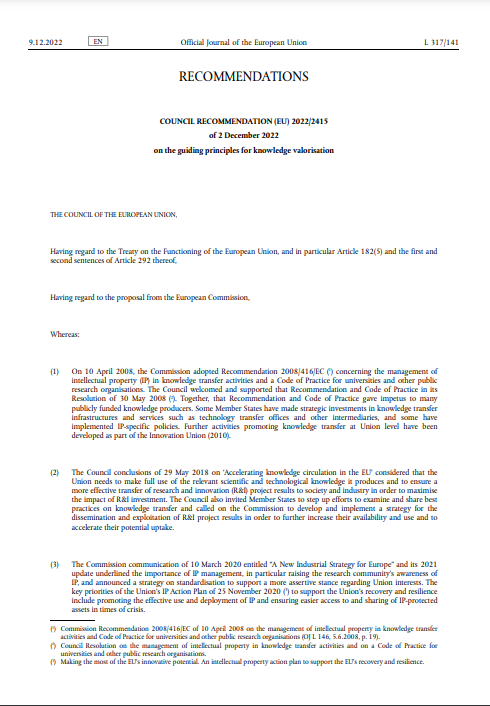 9.12.2022 EN Official Journal of the European Union L 317/141
RECOMMENDATIONS
COUNCIL RECOMMENDATION (EU) 2022/2415
of 2 December 2022
on the guiding principles for knowledge valorisation
THE COUNCIL OF THE EUROPEAN UNION,
Having regard to the Treaty on the Functioning of the European Union, and in particular Article 182(5) and the first and
second sentences of Article 292 thereof,
Having regard to the proposal from the European Commission,
Whereas:
(1) On 10 April 2008, the Commission adopted Recommendation 2008/416/EC (¹) concerning the management of
intellectual property (IP) in knowledge transfer activities and a Code of Practice for universities and other public
research organisations. The Council welcomed and supported that Recommendation and Code of Practice in its
Resolution of 30 May 2008 (²). Together, that Recommendation and Code of Practice gave impetus to many
publicly funded knowledge producers. Some Member States have made strategic investments in knowledge transfer
infrastructures and services such as technology transfer offices and other intermediaries, and some have
implemented IP-specific policies. Further activities promoting knowledge transfer at Union level have been
developed as part of the Innovation Union (2010).
(2) The Council conclusions of 29 May 2018 on 'Accelerating knowledge circulation in the EU' considered that the
Union needs to make full use of the relevant scientific and technological knowledge it produces and to ensure a
more effective transfer of research and innovation (R&I) project results to society and industry in order to maximise
the impact of R&I investment. The Council also invited Member States to step up efforts to examine and share best
practices on knowledge transfer and called on the Commission to develop and implement a strategy for the
dissemination and exploitation of R&I project results in order to further increase their availability and use and to
accelerate their potential uptake.
(3) The Commission communication of 10 March 2020 entitled "A New Industrial Strategy for Europe" and its 2021
update underlined the importance of IP management, in particular raising the research community's awareness of
IP, and announced a strategy on standardisation to support a more assertive stance regarding Union interests. The
key priorities of the Union's IP Action Plan of 25 November 2020 (³) to support the Union's recovery and resilience
include promoting the effective use and deployment of IP and ensuring easier access to and sharing of IP-protected
assets in times of crisis.
(¹) Commission Recommendation 2008/416/EC of 10 April 2008 on the management of intellectual property in knowledge transfer
activities and Code of Practice for universities and other public research organisations (OJ L 146, 5.6.2008, p. 19).
(²) Council Resolution on the management of intellectual property in knowledge transfer activities and on a Code of Practice for
universities and other public research organisations.
(³) Making the most of the EU's innovative potential. An intellectual property action plan to support the EU's recovery and resilience.